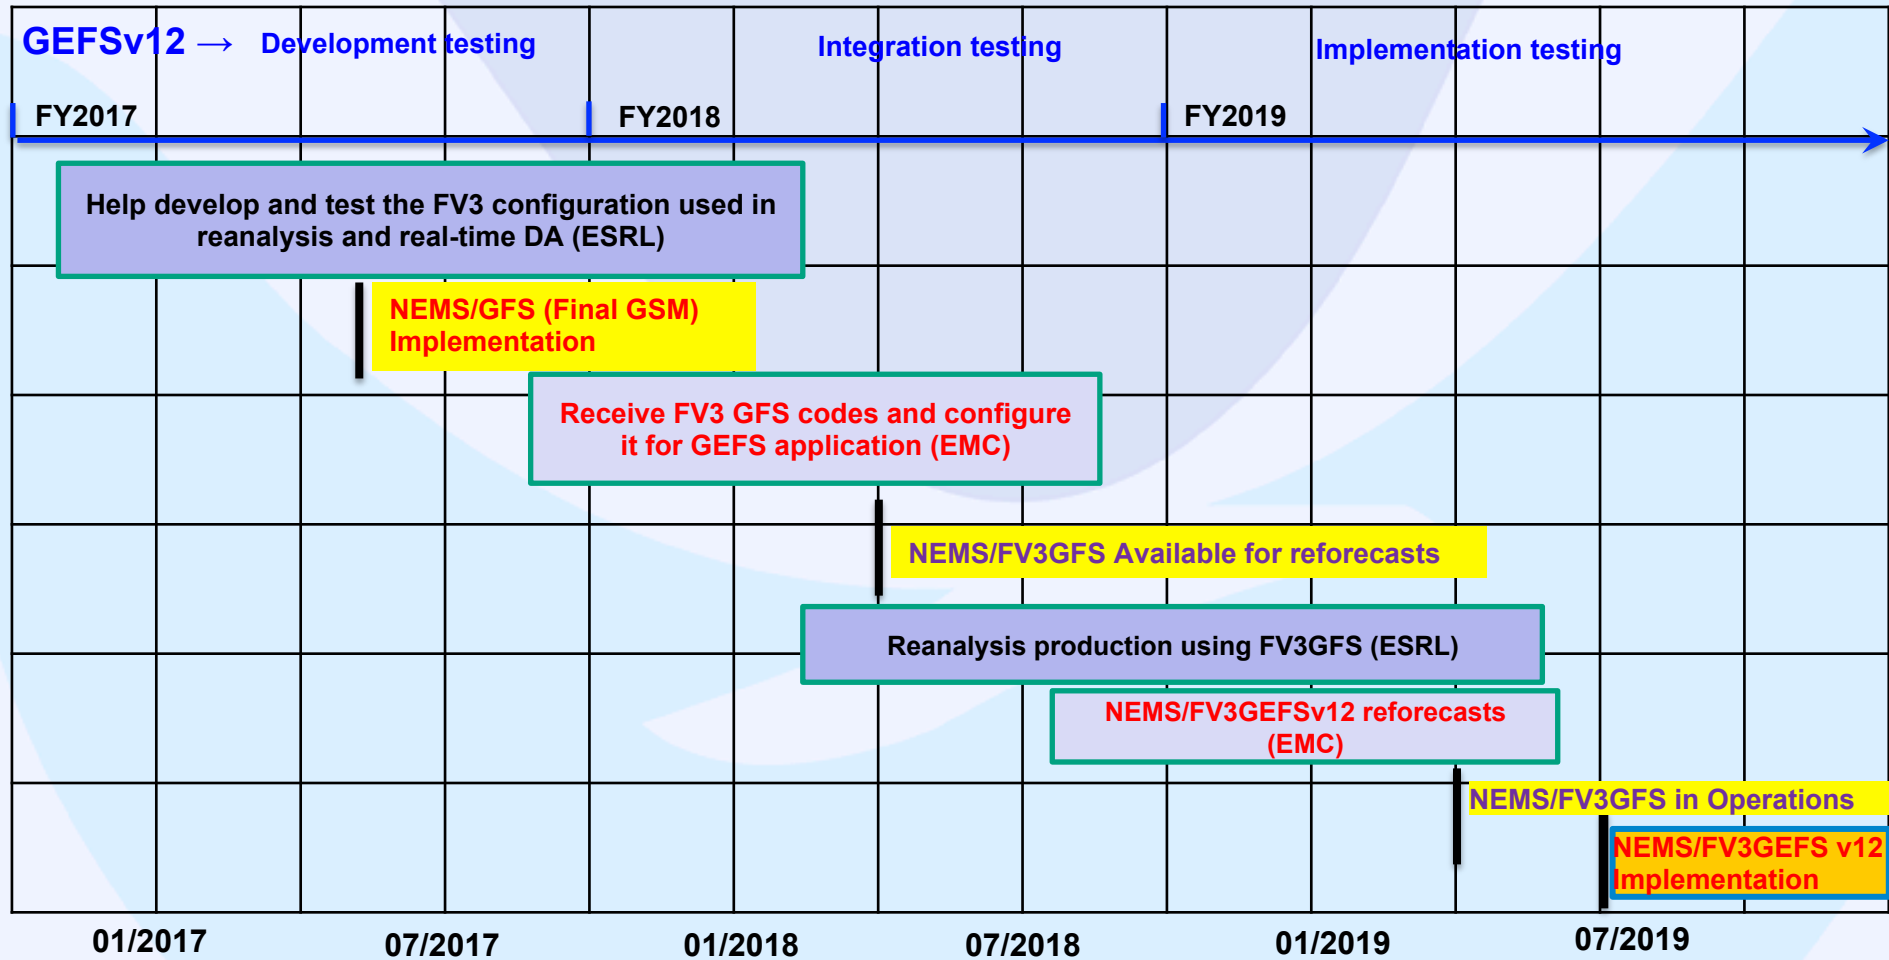 GEFSv12 → Development testing
Integration testing
Implementation testing
FY2017
FY2018
FY2019
Help develop and test the FV3 configuration used in
reanalysis and real-time DA (ESRL)
NEMS/GFS (Final GSM)
Implementation
Receive FV3 GFS codes and configure
it for GEFS application (EMC)
NEMS/FV3GFS Available for reforecasts
Reanalysis production using FV3GFS (ESRL)
NEMS/FV3GEFSv12 reforecasts
(EMC)
NEMS/FV3GFS in Operations
NEMS/FV3GEFS v12
Implementation
01/2017
07/2017
01/2018
07/2018
01/2019
07/2019